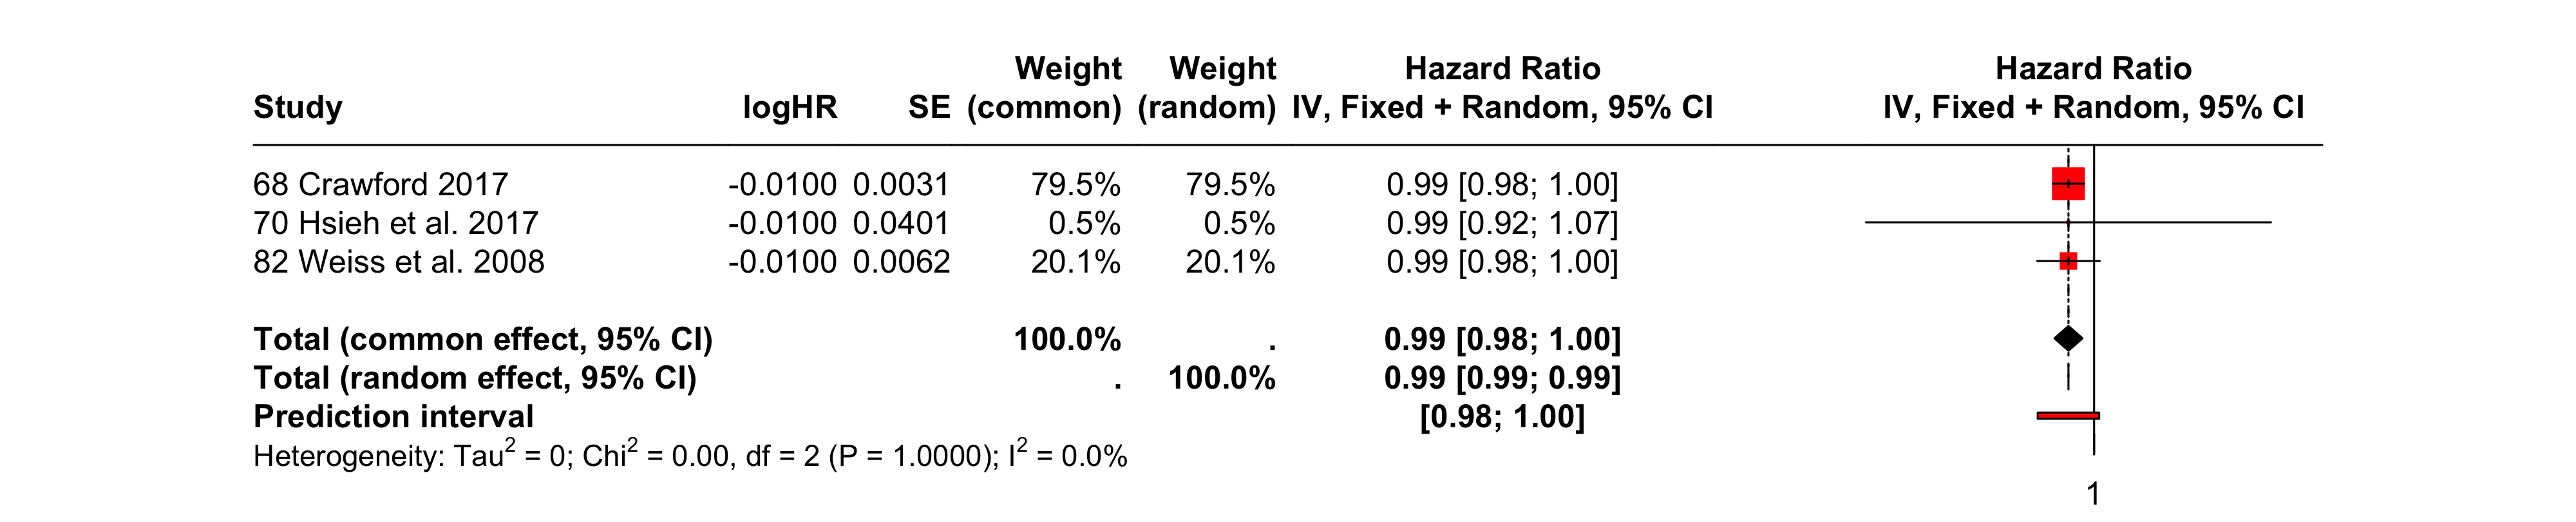 Weight Weight Hazard Ratio Hazard Ratio
Study logHR SE (common) (random) IV, Fixed + Random, 95% CI IV, Fixed + Random, 95% CI
68 Crawford 2017 -0.0100 0.0031 79.5% 79.5% 0.99 [0.98; 1.00]
70 Hsieh et al. 2017 -0.0100 0.0401 0.5% 0.5% 0.99 [0.92; 1.07]
82 Weiss et al. 2008 -0.0100 0.0062 20.1% 20.1% 0.99 [0.98; 1.00]
Total (common effect, 95% CI) 100.0% . 0.99 [0.98; 1.00]
Total (random effect, 95% CI) . 100.0% 0.99 [0.99; 0.99]
Prediction interval [0.98; 1.00]
Heterogeneity: Tau² = 0; Chi² = 0.00, df = 2 (P = 1.0000); I² = 0.0%
1